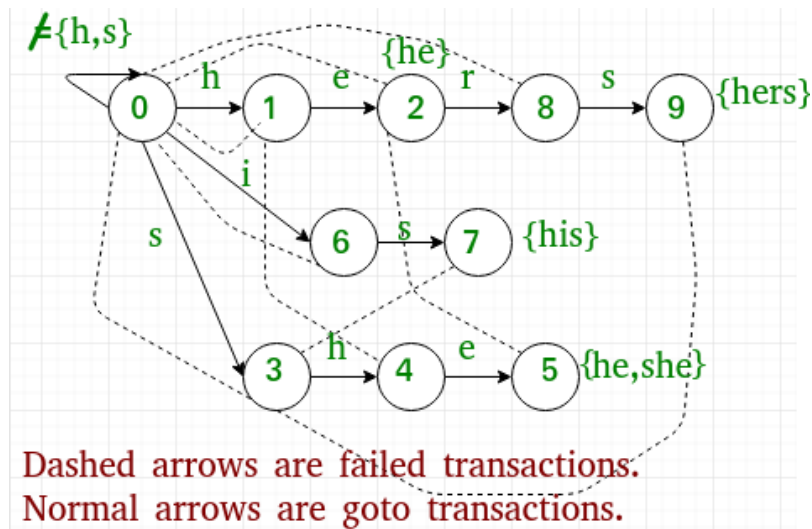 ≠{h,s}
{he}
h e r s
0 1 2 8 9 {hers}
i
s 6 s 7 {his}
h e
3 4 5 {he,she}
Dashed arrows are failed transactions.
Normal arrows are goto transactions.